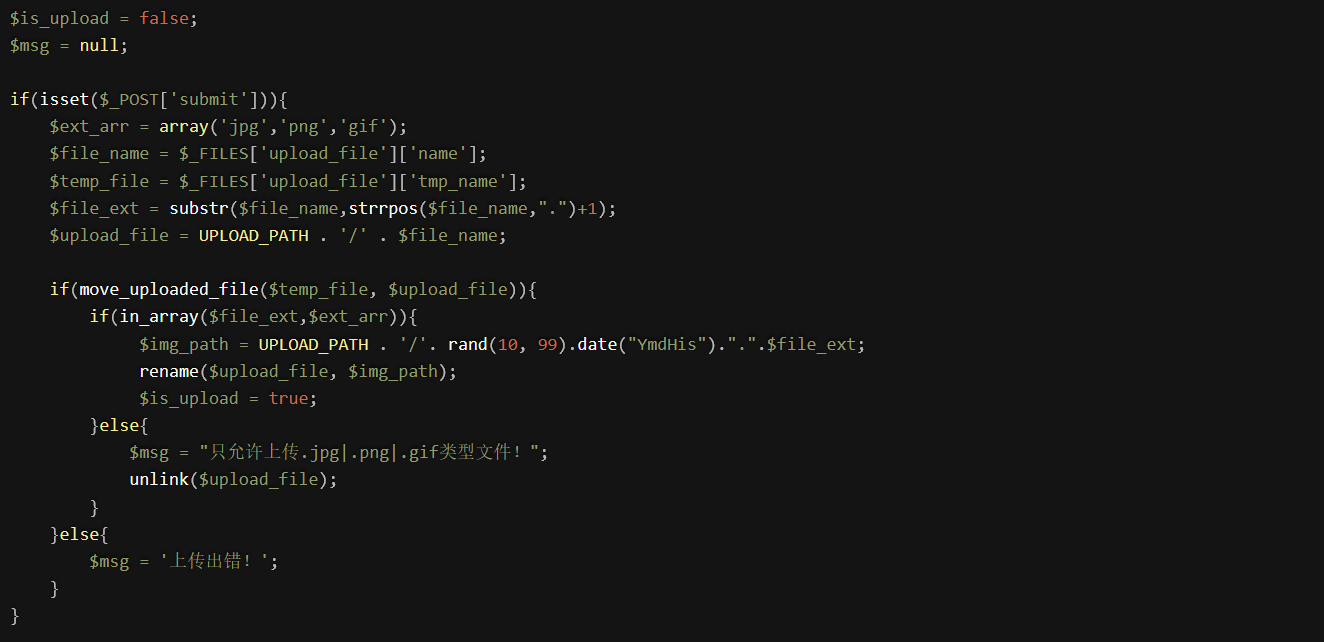 $is_upload = false;
$msg = null;

if(isset($_POST['submit'])){
    $ext_arr = array('jpg','png','gif');
    $file_name = $_FILES['upload_file']['name'];
    $temp_file = $_FILES['upload_file']['tmp_name'];
    $file_ext = substr($file_name,strrpos($file_name,".")+1);
    $upload_file = UPLOAD_PATH . '/' . $file_name;

    if(move_uploaded_file($temp_file, $upload_file)){
        if(in_array($file_ext,$ext_arr)){
             $img_path = UPLOAD_PATH . '/'. rand(10, 99).date("YmdHis").".".$file_ext;
             rename($upload_file, $img_path);
             $is_upload = true;
        }else{
            $msg = "只允许上传.jpg|.png|.gif类型文件！";
            unlink($upload_file);
        }
    }else{
        $msg = '上传出错！';
    }
}